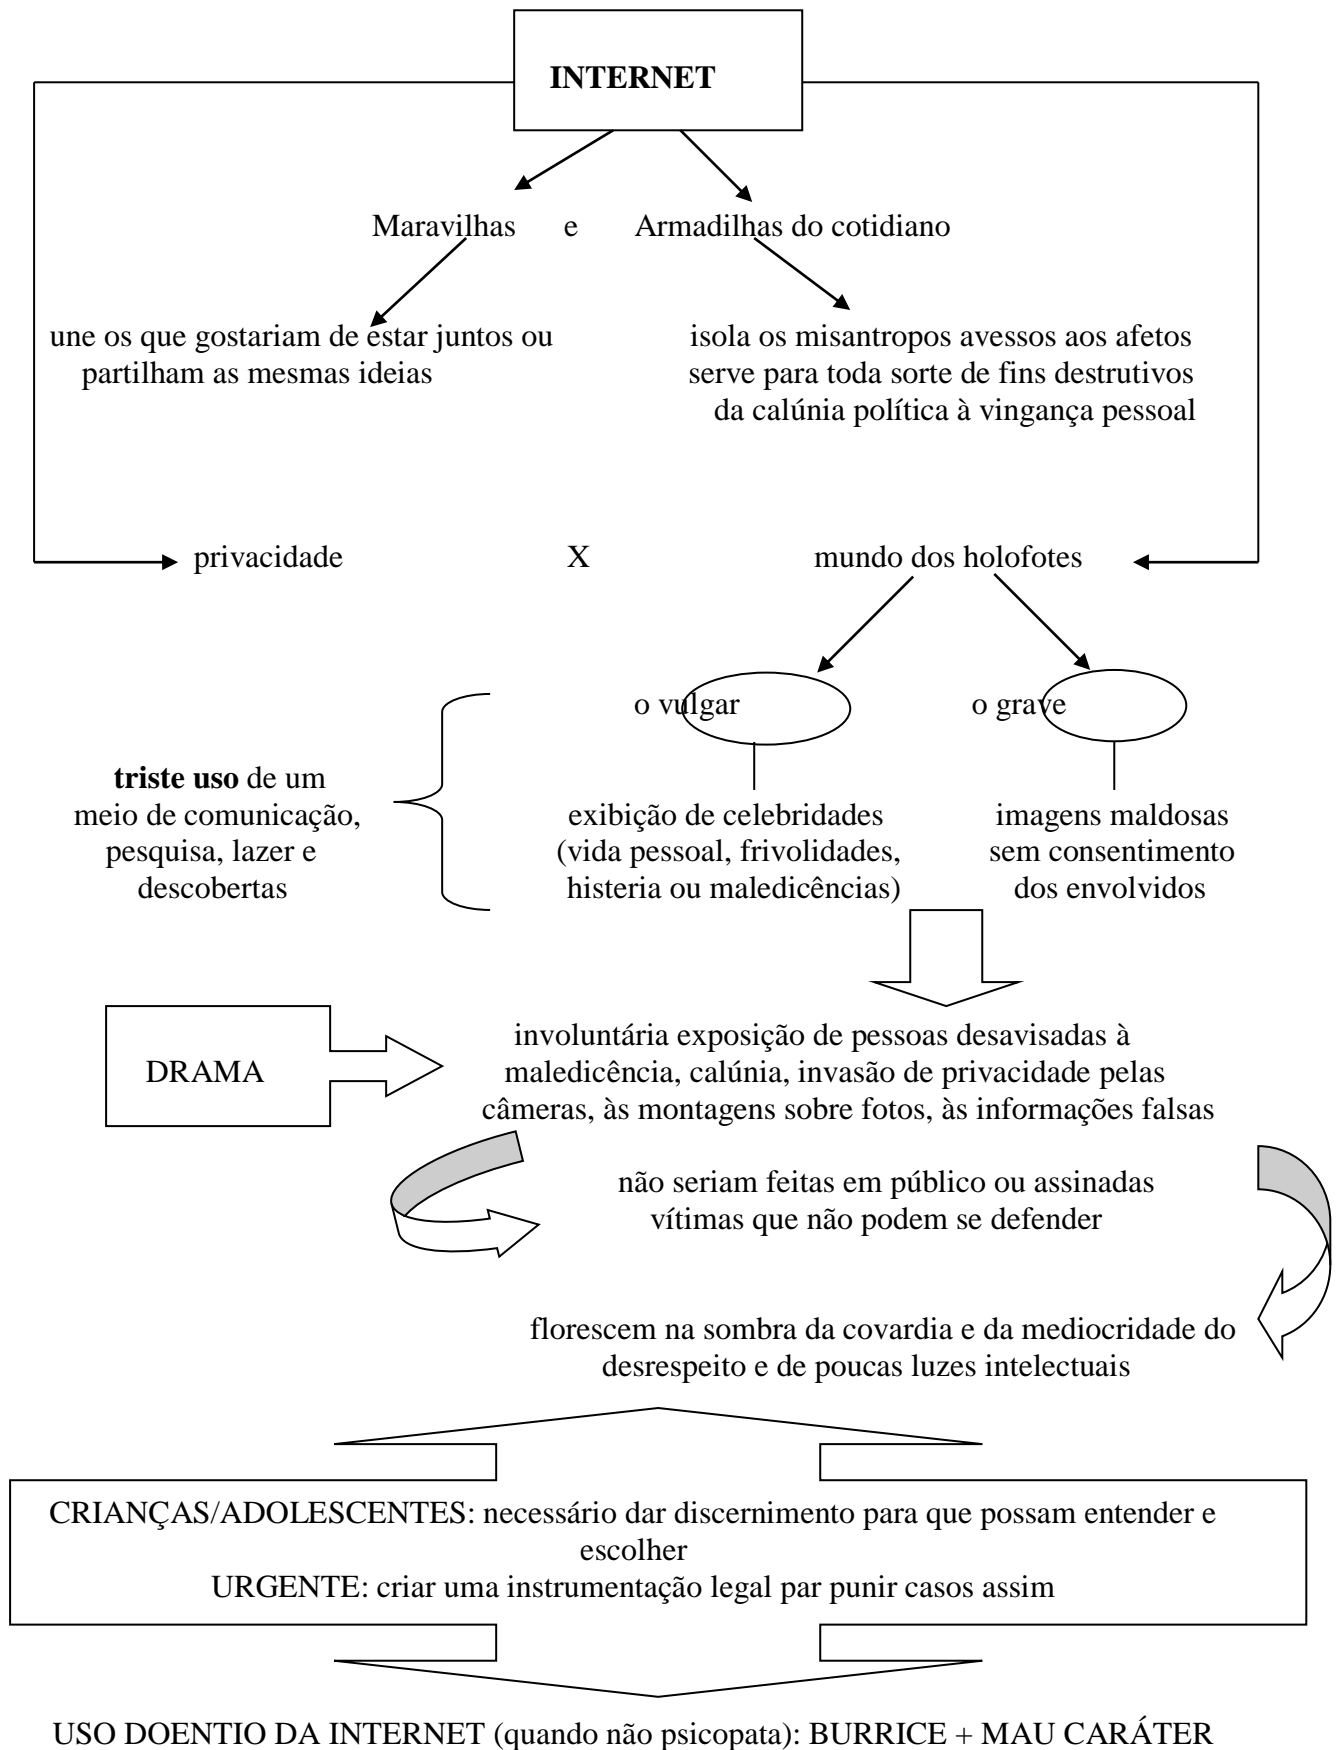 INTERNET
Maravilhas e Armadilhas do cotidiano
une os que gostariam de estar juntos ou
partilham as mesmas ideias
isola os misantropos avessos aos afetos
serve para toda sorte de fins destrutivos
da calúnia política à vingança pessoal
privacidade X mundo dos holofotes
o vulgar
o grave
triste uso de um
meio de comunicação,
pesquisa, lazer e
descobertas
exibição de celebridades
(vida pessoal, frivolidades,
histeria ou maledicências)
imagens maldosas
sem consentimento
dos envolvidos
DRAMA
involuntária exposição de pessoas desavisadas à
maledicência, calúnia, invasão de privacidade pelas
câmeras, às montagens sobre fotos, às informações falsas
não seriam feitas em público ou assinadas
vítimas que não podem se defender
florescem na sombra da covardia e da mediocridade do
desrespeito e de poucas luzes intelectuais
CRIANÇAS/ADOLESCENTES: necessário dar discernimento para que possam entender e
escolher
URGENTE: criar uma instrumentação legal par punir casos assim
USO DOENTIO DA INTERNET (quando não psicopata): BURRICE + MAU CARÁTER